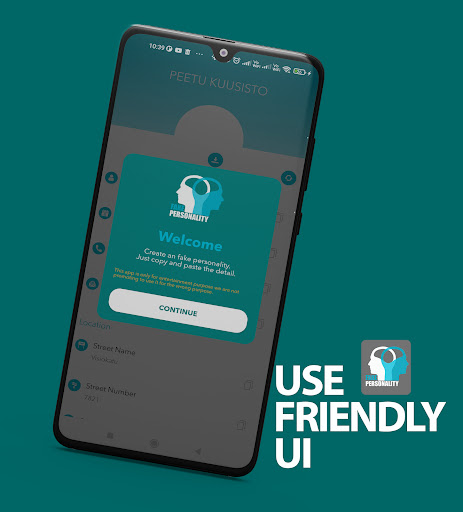 10:39
PEETU KUUSISTO
FAKE
PERSONALITY
Welcome
Create an fake personality.
Just copy and paste the detail.
This app is only for entertainment purpose we are not
promoting to use it for the wrong purpose.
CONTINUE
Location
Street Name
Street Number
USE
FRIENDLY
UI
FAKE
PERSONALITY